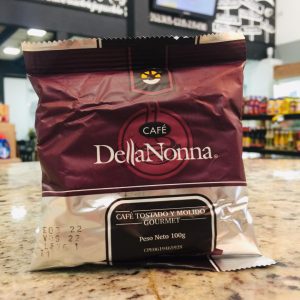 CAFÉ
DellaNonna®
CAFÉ TOSTADO Y MOLIDO
GOURMET
Peso Neto 100g